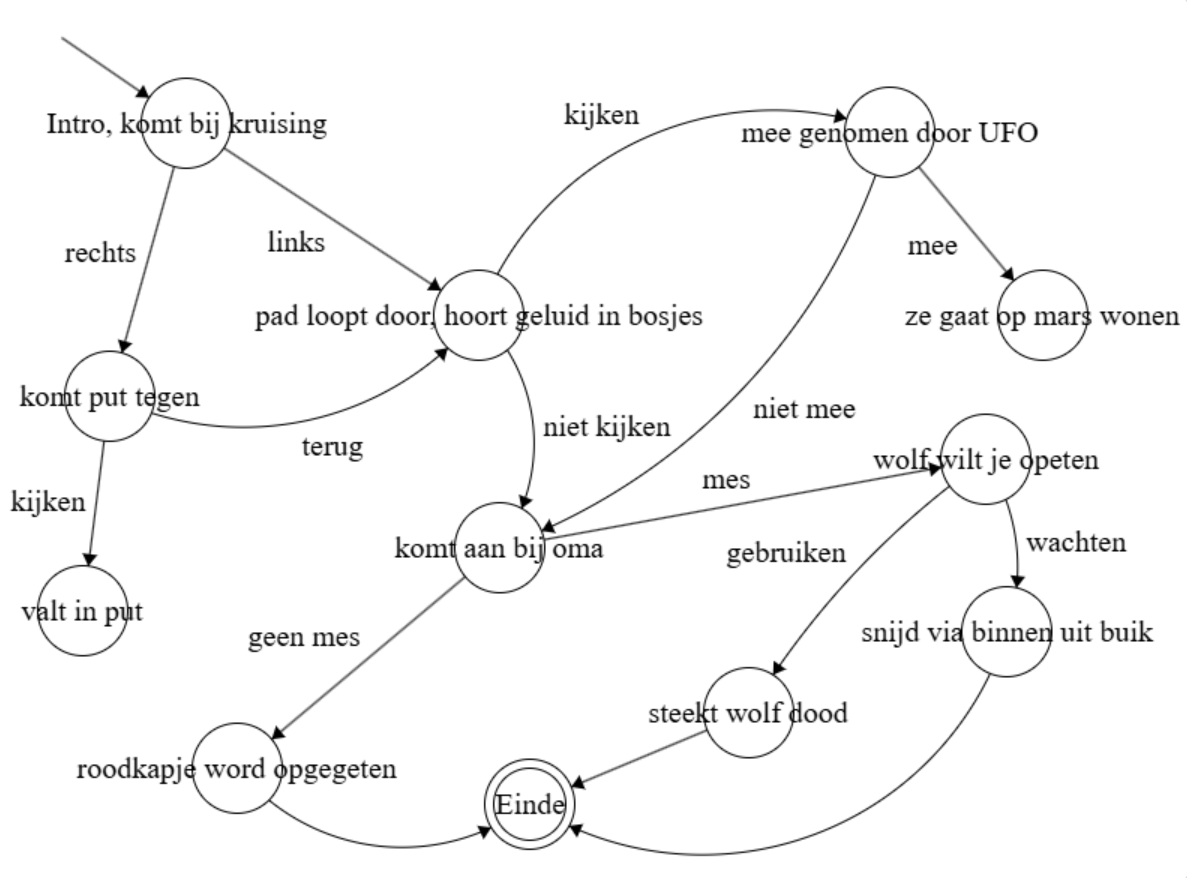 Intro, komt bij kruising
kijken
mee genomen door UFO
rechts
links
mee
pad loopt door, hoort geluid in bosjes
ze gaat op mars wonen
komt put tegen
terug
niet kijken
niet mee
kijken
mes
wolf wilt je opeten
komt aan bij oma
gebruiken
wachten
valt in put
geen mes
snijd via binnen uit buik
steekt wolf dood
roodkapje word opgegeten
Einde